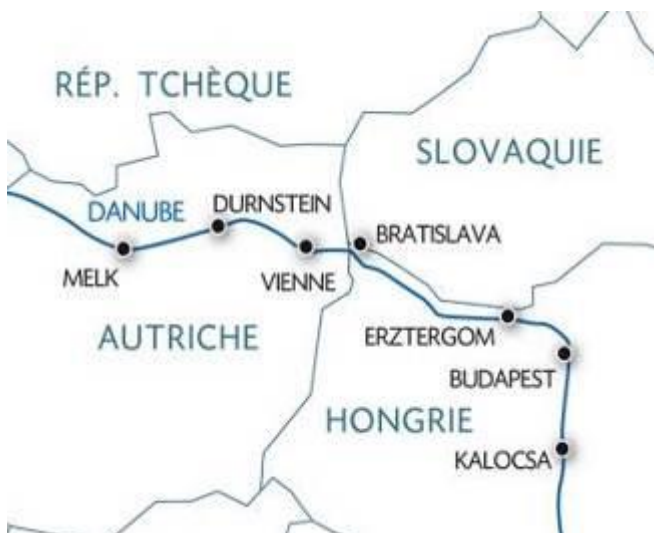 RÉP. TCHÈQUE
SLOVAQUIE
DANUBE
DURNSTEIN
BRATISLAVA
MELK
VIENNE
AUTRICHE
ERZTERGOM
BUDAPEST
HONGRIE
KALOCSA